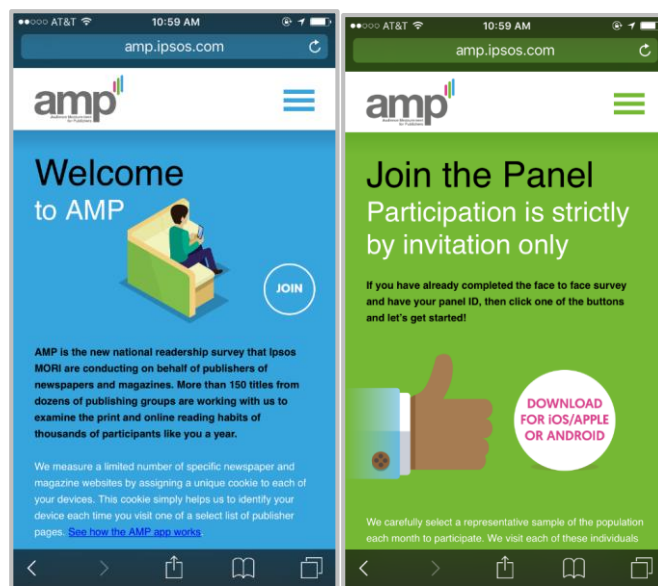 AT&T 10:59 AM
amp.ipsos.com
amp
Audience Measurement
for Publishers
Welcome
to AMP
JOIN
AMP is the new national readership survey that Ipsos
MORI are conducting on behalf of publishers of
newspapers and magazines. More than 150 titles from
dozens of publishing groups are working with us to
examine the print and online reading habits of
thousands of participants like you a year.
We measure a limited number of specific newspaper and
magazine websites by assigning a unique cookie to each of
your devices. This cookie simply helps us to identify your
device each time you visit one of a select list of publisher
pages. See how the AMP app works.
AT&T 10:59 AM
amp.ipsos.com
amp
Audience Measurement
for Publishers
Join the Panel
Participation is strictly
by invitation only
If you have already completed the face to face survey
and have your panel ID, then click one of the buttons
and let's get started!
DOWNLOAD
FOR iOS/APPLE
OR ANDROID
We carefully select a representative sample of the population
each month to participate. We visit each of these individuals